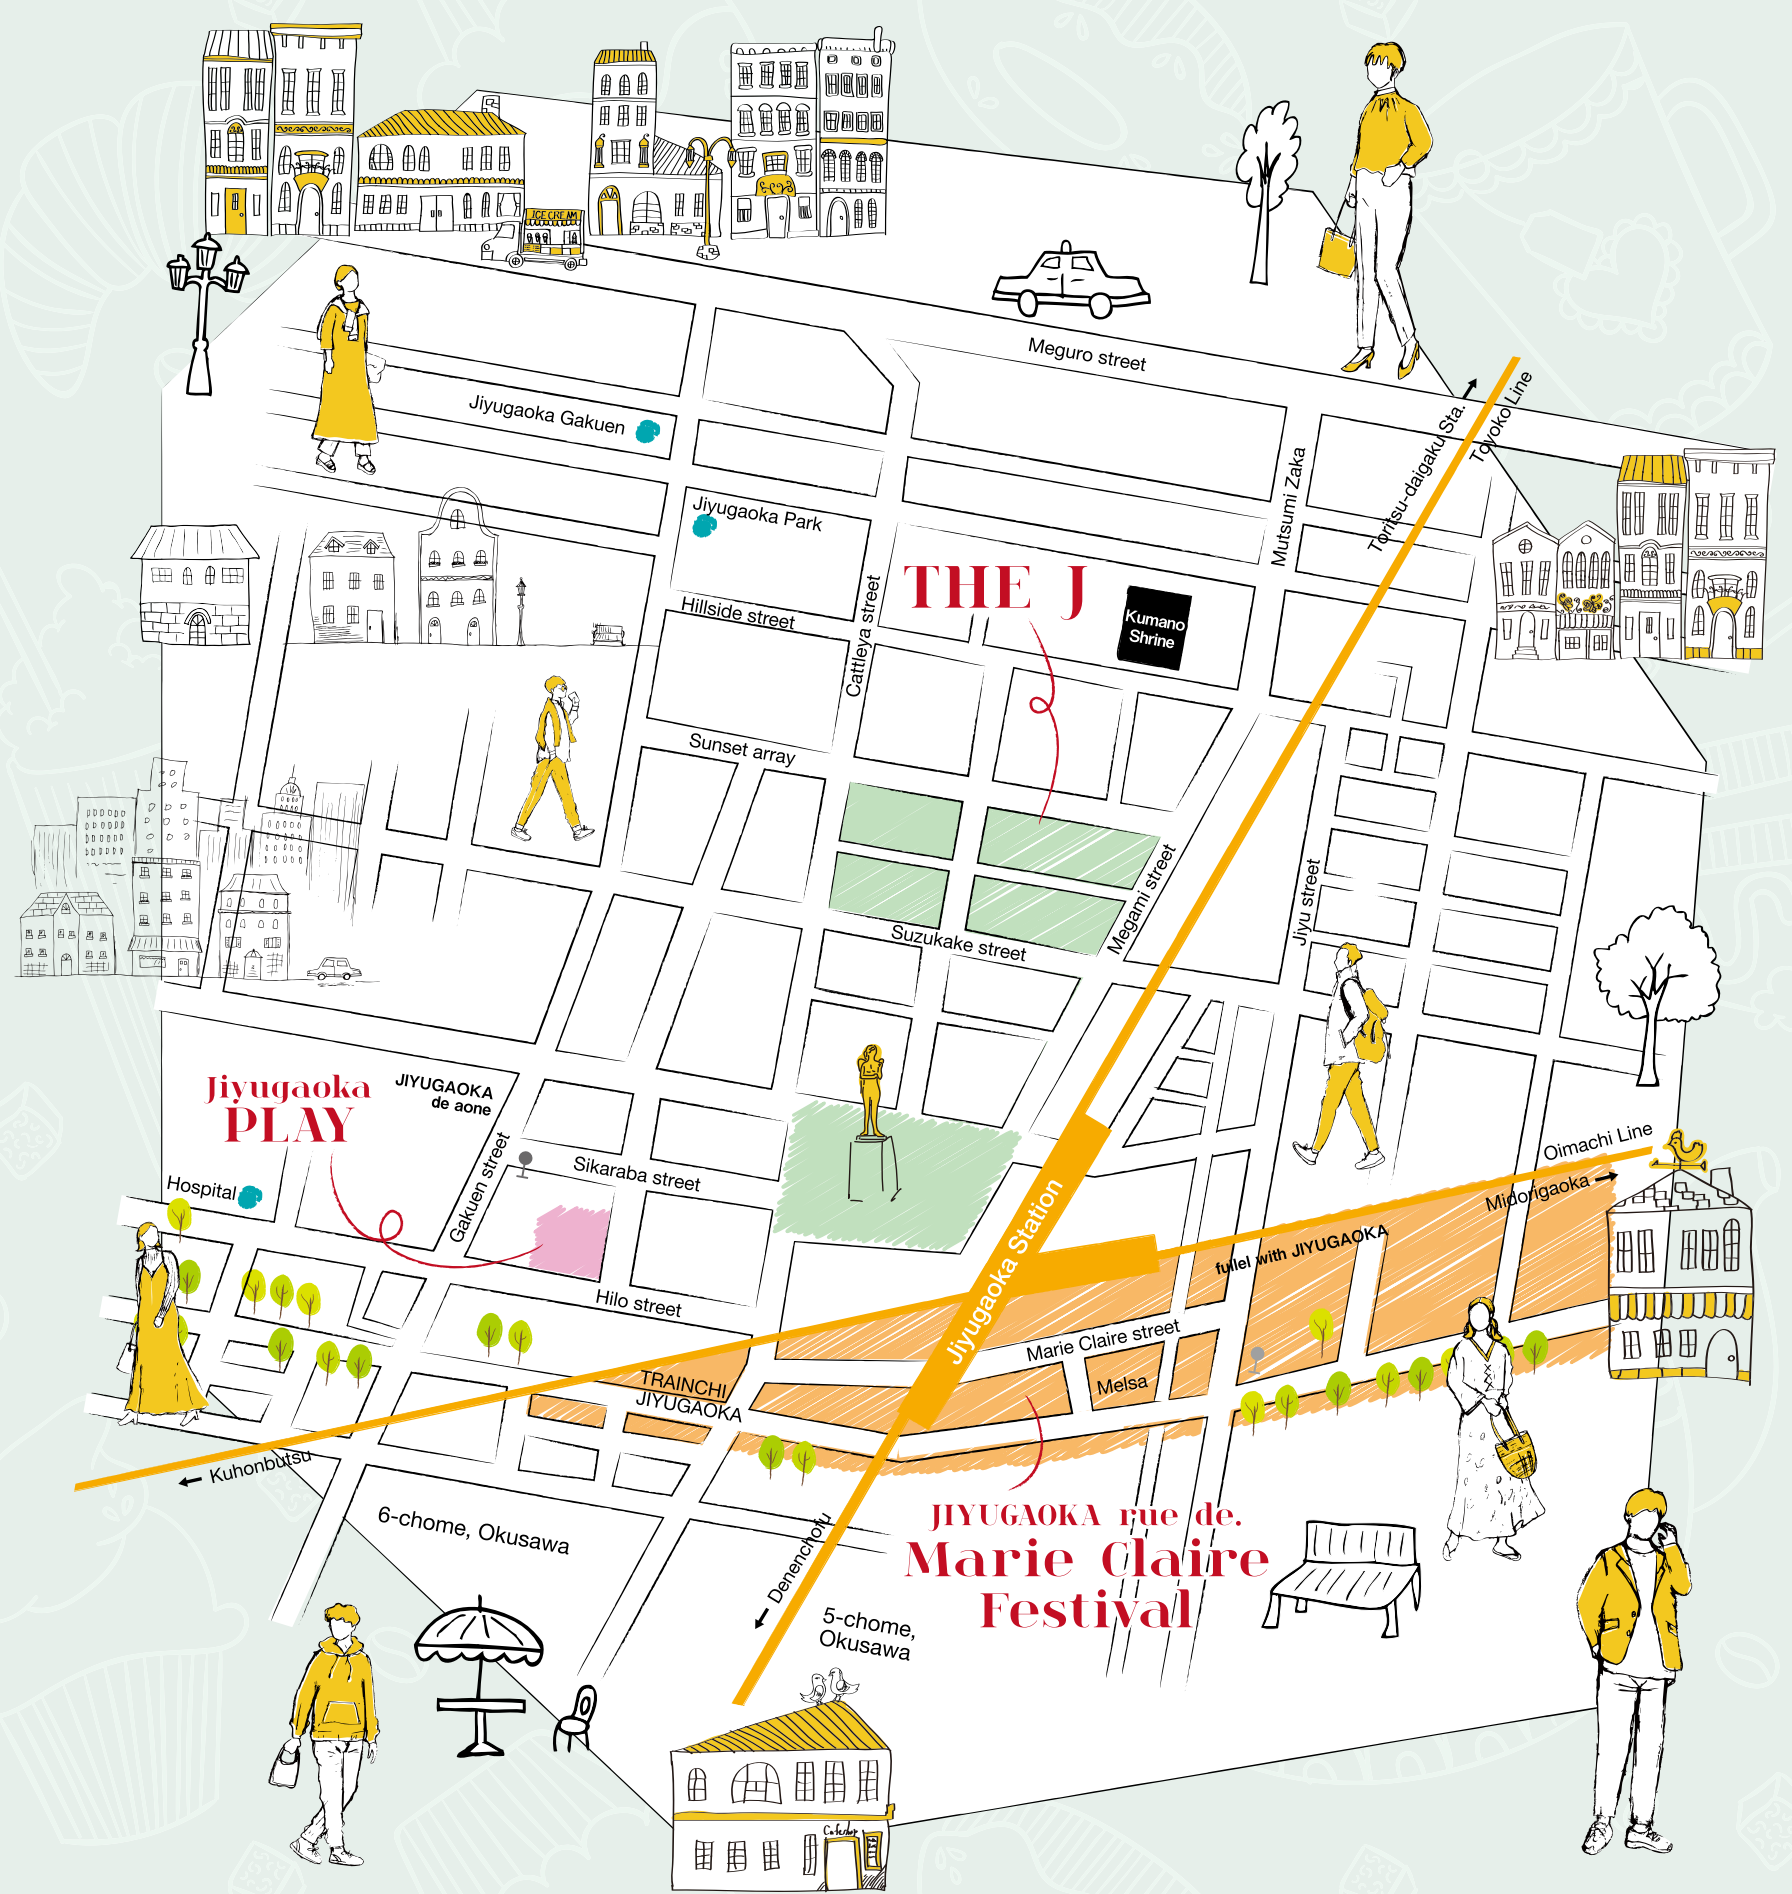 ICE CREAM
Meguro street
Toritsu-daigaku Sta.
Toyoko Line
Jiyugaoka Gakuen
Mutsumi Zaka
Jiyugaoka Park
THE J
Kumano
Shrine
Hillside street
Cattleya street
Sunset array
Megami street
Jiyu street
Suzukake street
Jiyugaoka
PLAY
JIYUGAOKA
de aone
Gakuen street
Sikaraba street
Hospital
Oimachi Line
Midorigaoka
Jiyugaoka Station
fullel with JIYUGAOKA
Hilo street
Marie Claire street
TRAINCHI
JIYUGAOKA
Melsa
Kuhonbutsu
6-chome, Okusawa
Denenchofu
JIYUGAOKA rue de.
Marie Claire
Festival
5-chome,
Okusawa
Cafeshop